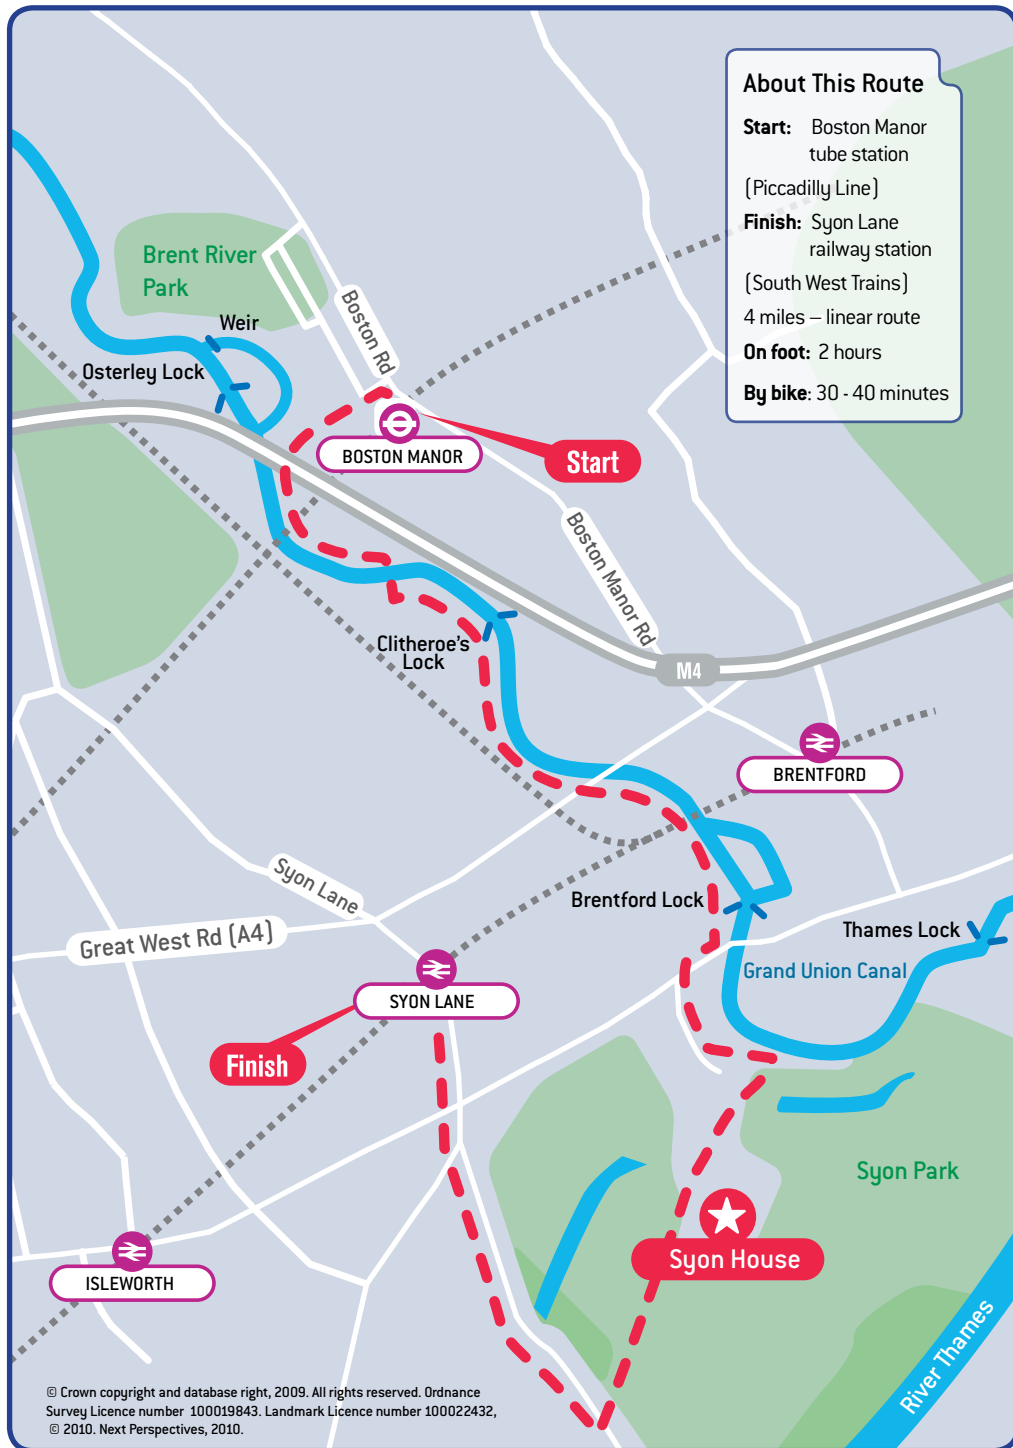 About This Route
Start: Boston Manor
tube station
(Piccadilly Line)
Finish: Syon Lane
railway station
(South West Trains)
4 miles – linear route
On foot: 2 hours
By bike: 30 - 40 minutes
Brent River
Park
Weir
Boston Rd
Osterley Lock
BOSTON MANOR
Start
Boston Manor Rd
Clitheroe's
Lock
M4
BRENTFORD
Syon Lane
Brentford Lock
Great West Rd (A4)
Thames Lock
Grand Union Canal
SYON LANE
Finish
Syon Park
Syon House
ISLEWORTH
River Thames
© Crown copyright and database right, 2009. All rights reserved. Ordnance
Survey Licence number 100019843. Landmark Licence number 100022432,
© 2010. Next Perspectives, 2010.